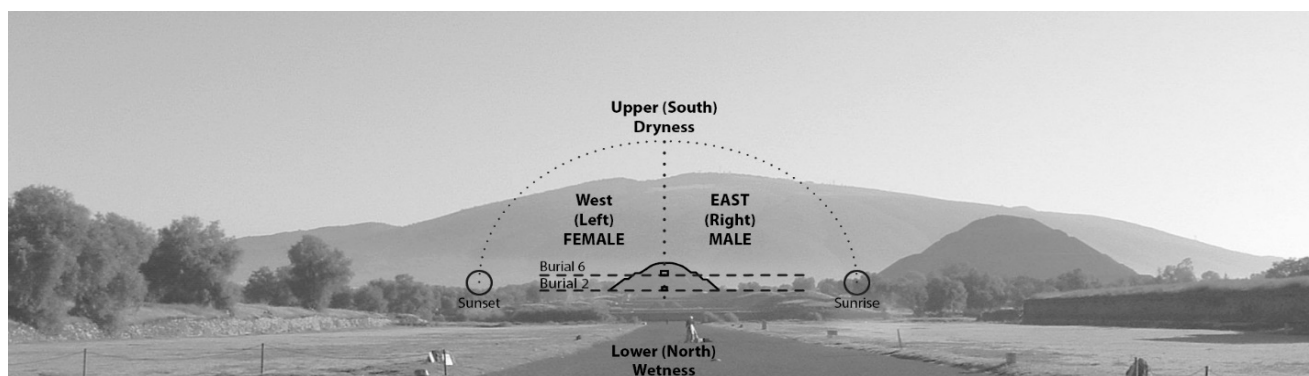 Upper (South)
Dryness
West
(Left)
FEMALE
EAST
(Right)
MALE
Burial 6
Burial 2
Sunset
Sunrise
Lower (North)
Wetness